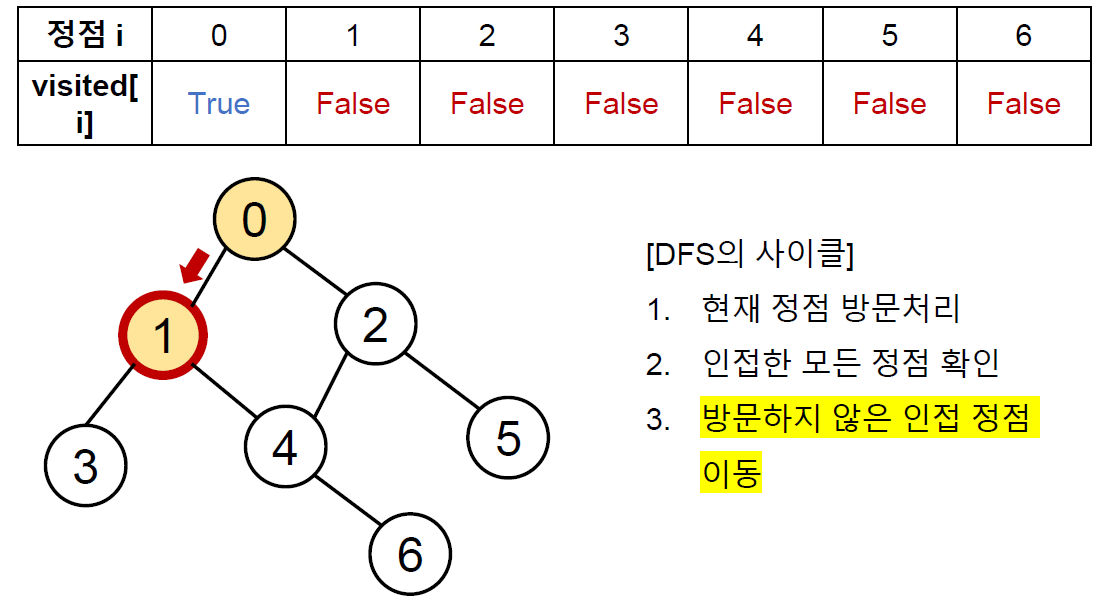 정점 i 0 1 2 3 4 5 6
visited[
i] True False False False False False False
0
1
2
3
4
5
6
[DFS의 사이클]
1. 현재 정점 방문처리
2. 인접한 모든 정점 확인
3. 방문하지 않은 인접 정점
이동